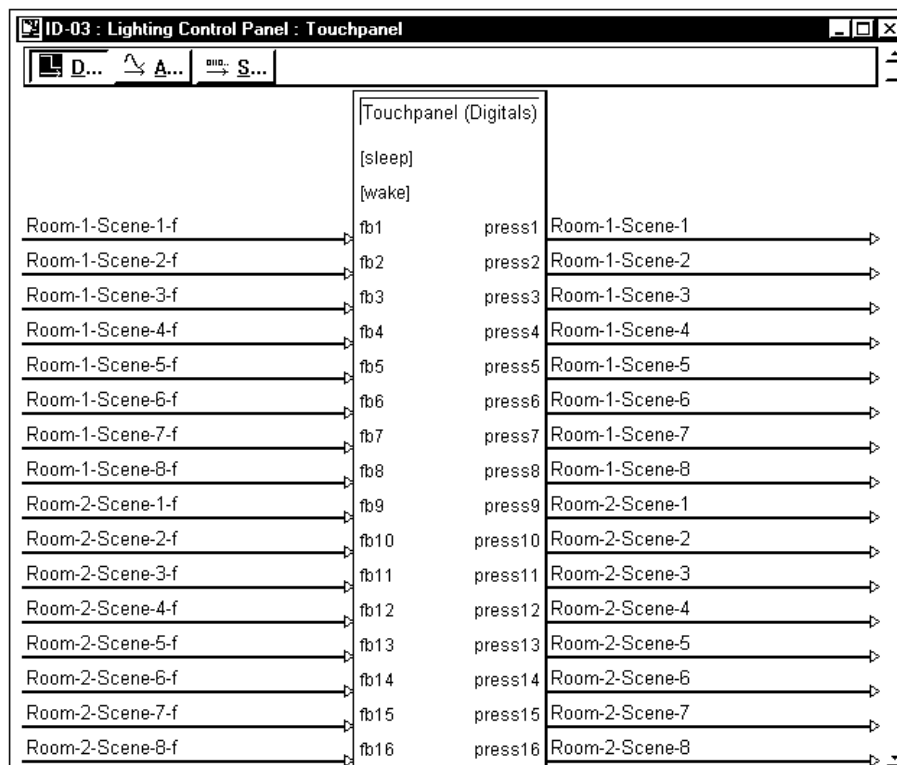 ID-03 : Lighting Control Panel : Touchpanel
D... A... S...
Touchpanel (Digitals)
[sleep]
[wake]
Room-1-Scene-1-f fb1 press1 Room-1-Scene-1
Room-1-Scene-2-f fb2 press2 Room-1-Scene-2
Room-1-Scene-3-f fb3 press3 Room-1-Scene-3
Room-1-Scene-4-f fb4 press4 Room-1-Scene-4
Room-1-Scene-5-f fb5 press5 Room-1-Scene-5
Room-1-Scene-6-f fb6 press6 Room-1-Scene-6
Room-1-Scene-7-f fb7 press7 Room-1-Scene-7
Room-1-Scene-8-f fb8 press8 Room-1-Scene-8
Room-2-Scene-1-f fb9 press9 Room-2-Scene-1
Room-2-Scene-2-f fb10 press10 Room-2-Scene-2
Room-2-Scene-3-f fb11 press11 Room-2-Scene-3
Room-2-Scene-4-f fb12 press12 Room-2-Scene-4
Room-2-Scene-5-f fb13 press13 Room-2-Scene-5
Room-2-Scene-6-f fb14 press14 Room-2-Scene-6
Room-2-Scene-7-f fb15 press15 Room-2-Scene-7
Room-2-Scene-8-f fb16 press16 Room-2-Scene-8